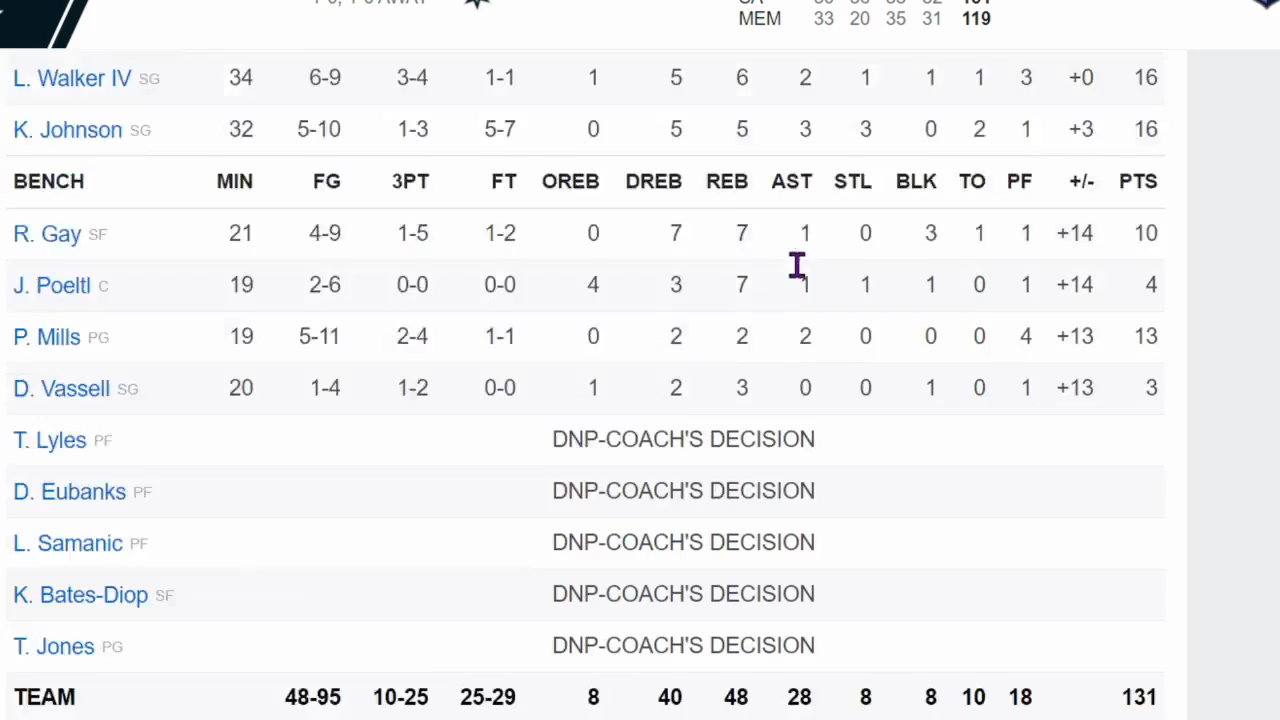 MEM 33 20 35 31 119
L. Walker IV SG 34 6-9 3-4 1-1 1 5 6 2 1 1 1 3 +0 16
K. Johnson SG 32 5-10 1-3 5-7 0 5 5 3 3 0 2 1 +3 16
BENCH MIN FG 3PT FT OREB DREB REB AST STL BLK TO PF +/- PTS
R. Gay SF 21 4-9 1-5 1-2 0 7 7 1 0 3 1 1 +14 10
J. Poeltl C 19 2-6 0-0 0-0 4 3 7 1 1 1 0 1 +14 4
P. Mills PG 19 5-11 2-4 1-1 0 2 2 2 0 0 0 4 +13 13
D. Vassell SG 20 1-4 1-2 0-0 1 2 3 0 0 1 0 1 +13 3
T. Lyles PF DNP-COACH'S DECISION
D. Eubanks PF DNP-COACH'S DECISION
L. Samanic PF DNP-COACH'S DECISION
K. Bates-Diop SF DNP-COACH'S DECISION
T. Jones PG DNP-COACH'S DECISION
TEAM 48-95 10-25 25-29 8 40 48 28 8 8 10 18 131